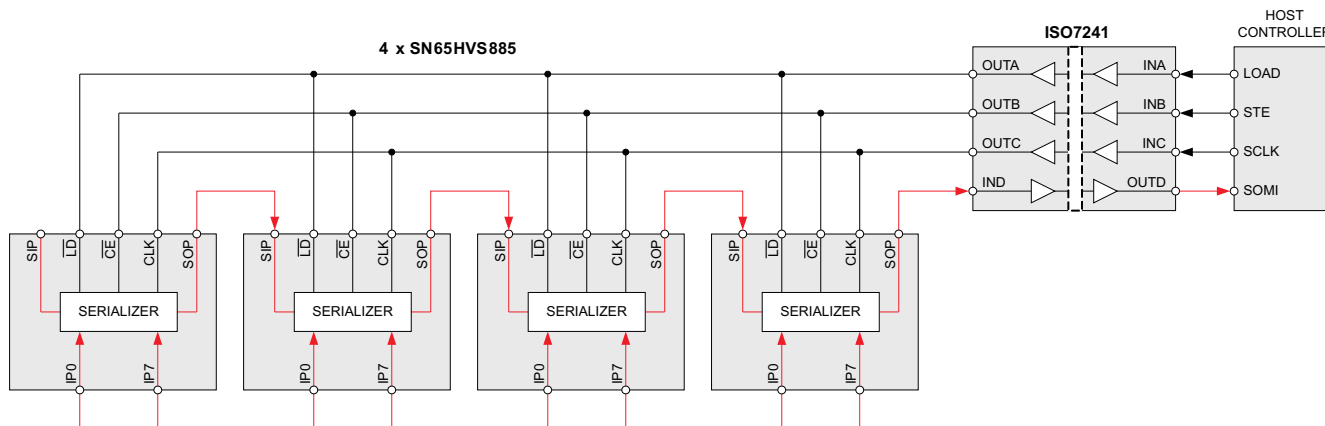 HOST
CONTROLLER
ISO7241
4 x SN65HVS885
OUTA
INA
LOAD
OUTB
INB
STE
OUTC
INC
SCLK
IND
OUTD
SOMI
SIP
LD
CE
CLK
SOP
SIP
LD
CE
CLK
SOP
SIP
LD
CE
CLK
SOP
SIP
LD
CE
CLK
SOP
SERIALIZER
SERIALIZER
SERIALIZER
SERIALIZER
IP0
IP7
IP0
IP7
IP0
IP7
IP0
IP7